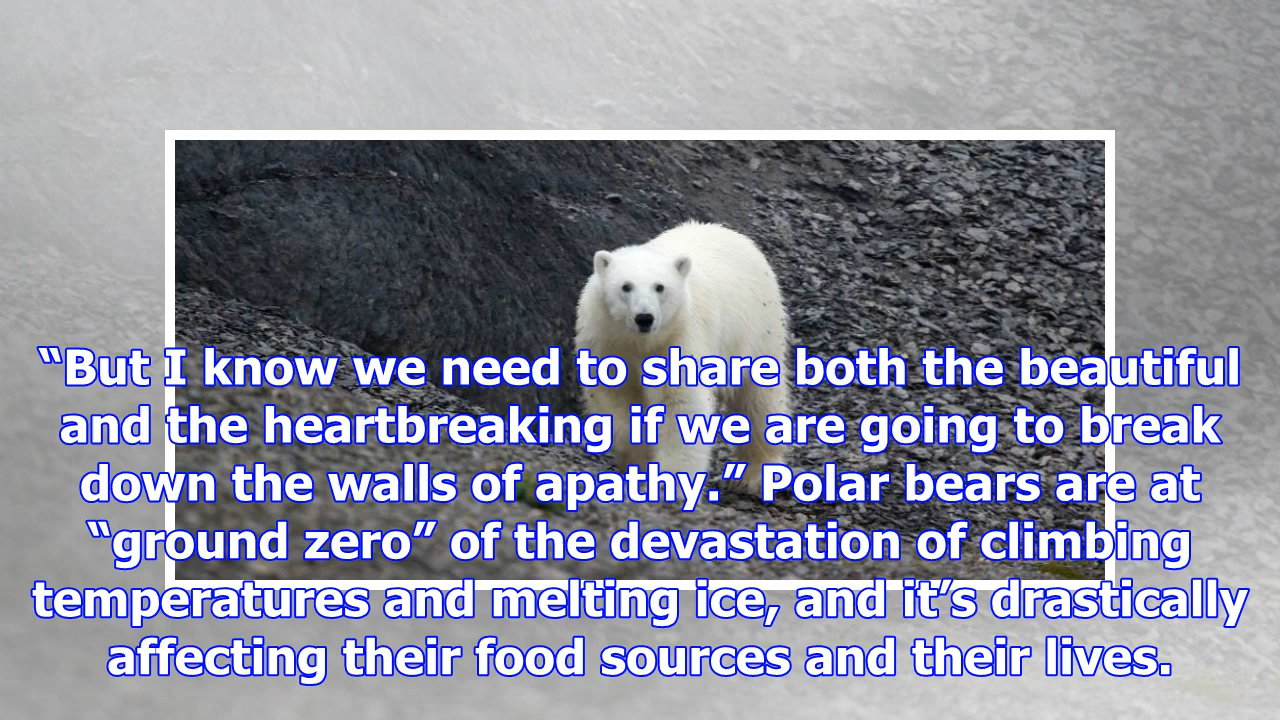 “But I know we need to share both the beautiful
and the heartbreaking if we are going to break
down the walls of apathy.” Polar bears are at
“ground zero” of the devastation of climbing
temperatures and melting ice, and it’s drastically
affecting their food sources and their lives.